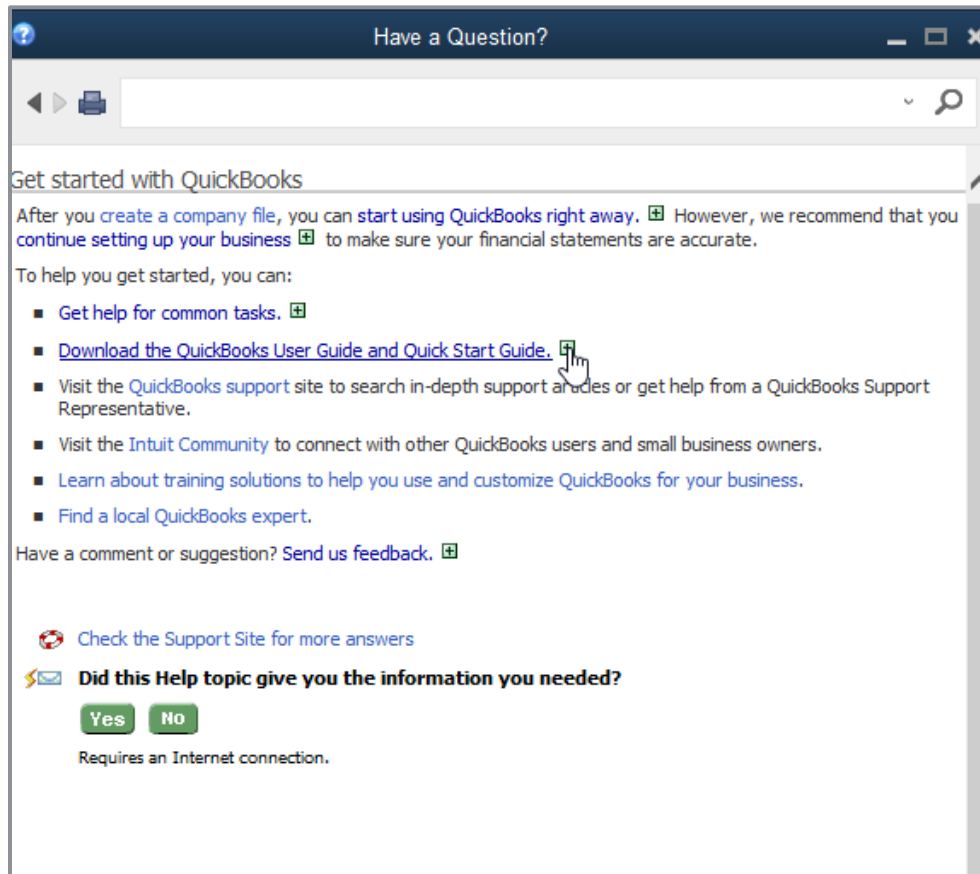 Have a Question?
Get started with QuickBooks
After you create a company file, you can start using QuickBooks right away. However, we recommend that you
continue setting up your business to make sure your financial statements are accurate.
To help you get started, you can:
Get help for common tasks.
Download the QuickBooks User Guide and Quick Start Guide.
Visit the QuickBooks support site to search in-depth support articles or get help from a QuickBooks Support
Representative.
Visit the Intuit Community to connect with other QuickBooks users and small business owners.
Learn about training solutions to help you use and customize QuickBooks for your business.
Find a local QuickBooks expert.
Have a comment or suggestion? Send us feedback.
Check the Support Site for more answers
Did this Help topic give you the information you needed?
Yes No
Requires an Internet connection.